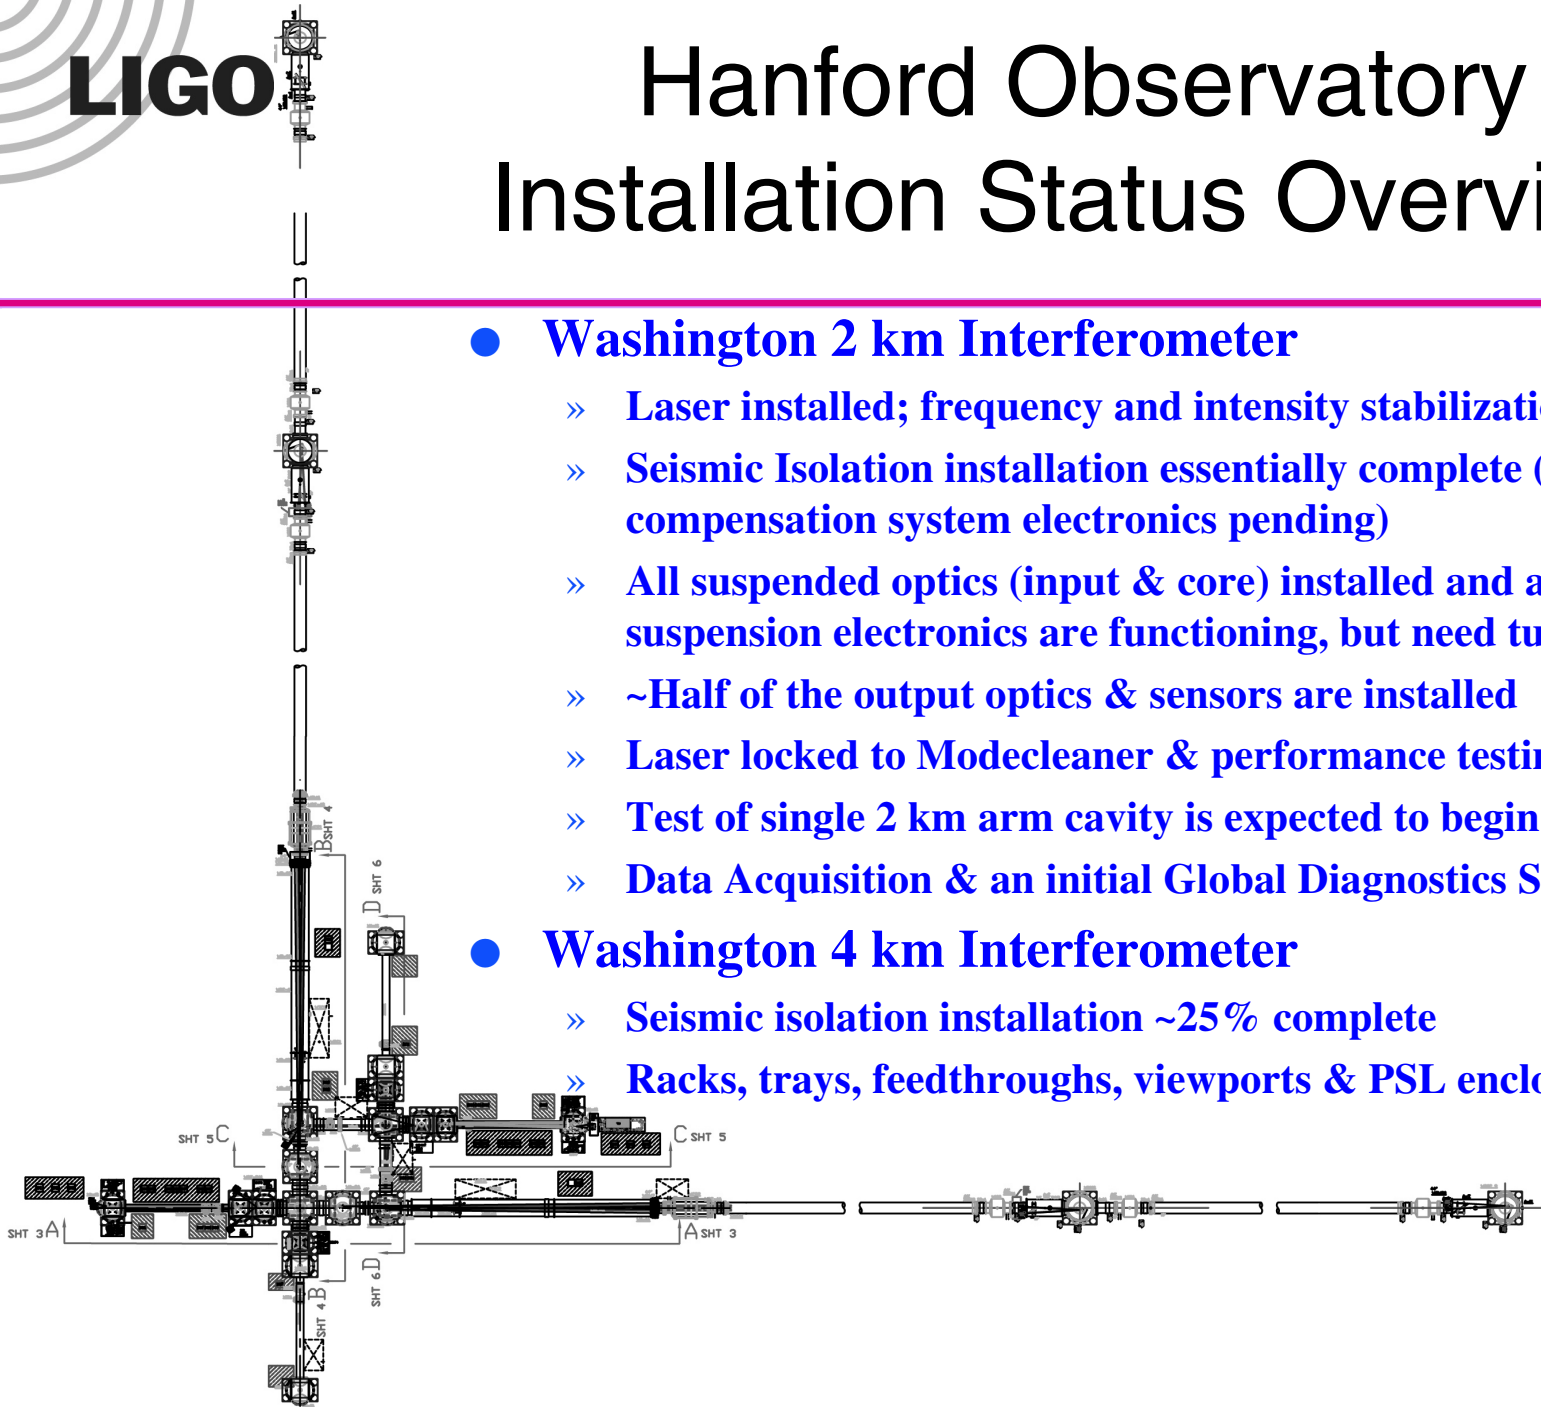 LIGO
Hanford Observatory
Installation Status
Washington 2 km Interferometer
» Laser installed; frequency and intensity
» Seismic Isolation installation essentially complete (
compensation system electronics pending)
» All suspended optics (input & core) installed and
suspension electronics are functioning, but need
» ~Half of the output optics & sensors are installed
» Laser locked to Modecleaner & performance
» Test of single 2 km arm cavity is expected to begin
» Data Acquisition & an initial Global Diagnostics
Washington 4 km Interferometer
» Seismic isolation installation ~25% complete
» Racks, trays, feedthroughs, viewports & PSL
B SHT 4
D SHT 6
SHT 5 C
C SHT 5
SHT 3 A
A SHT 3
SHT 4 B
SHT 6 D